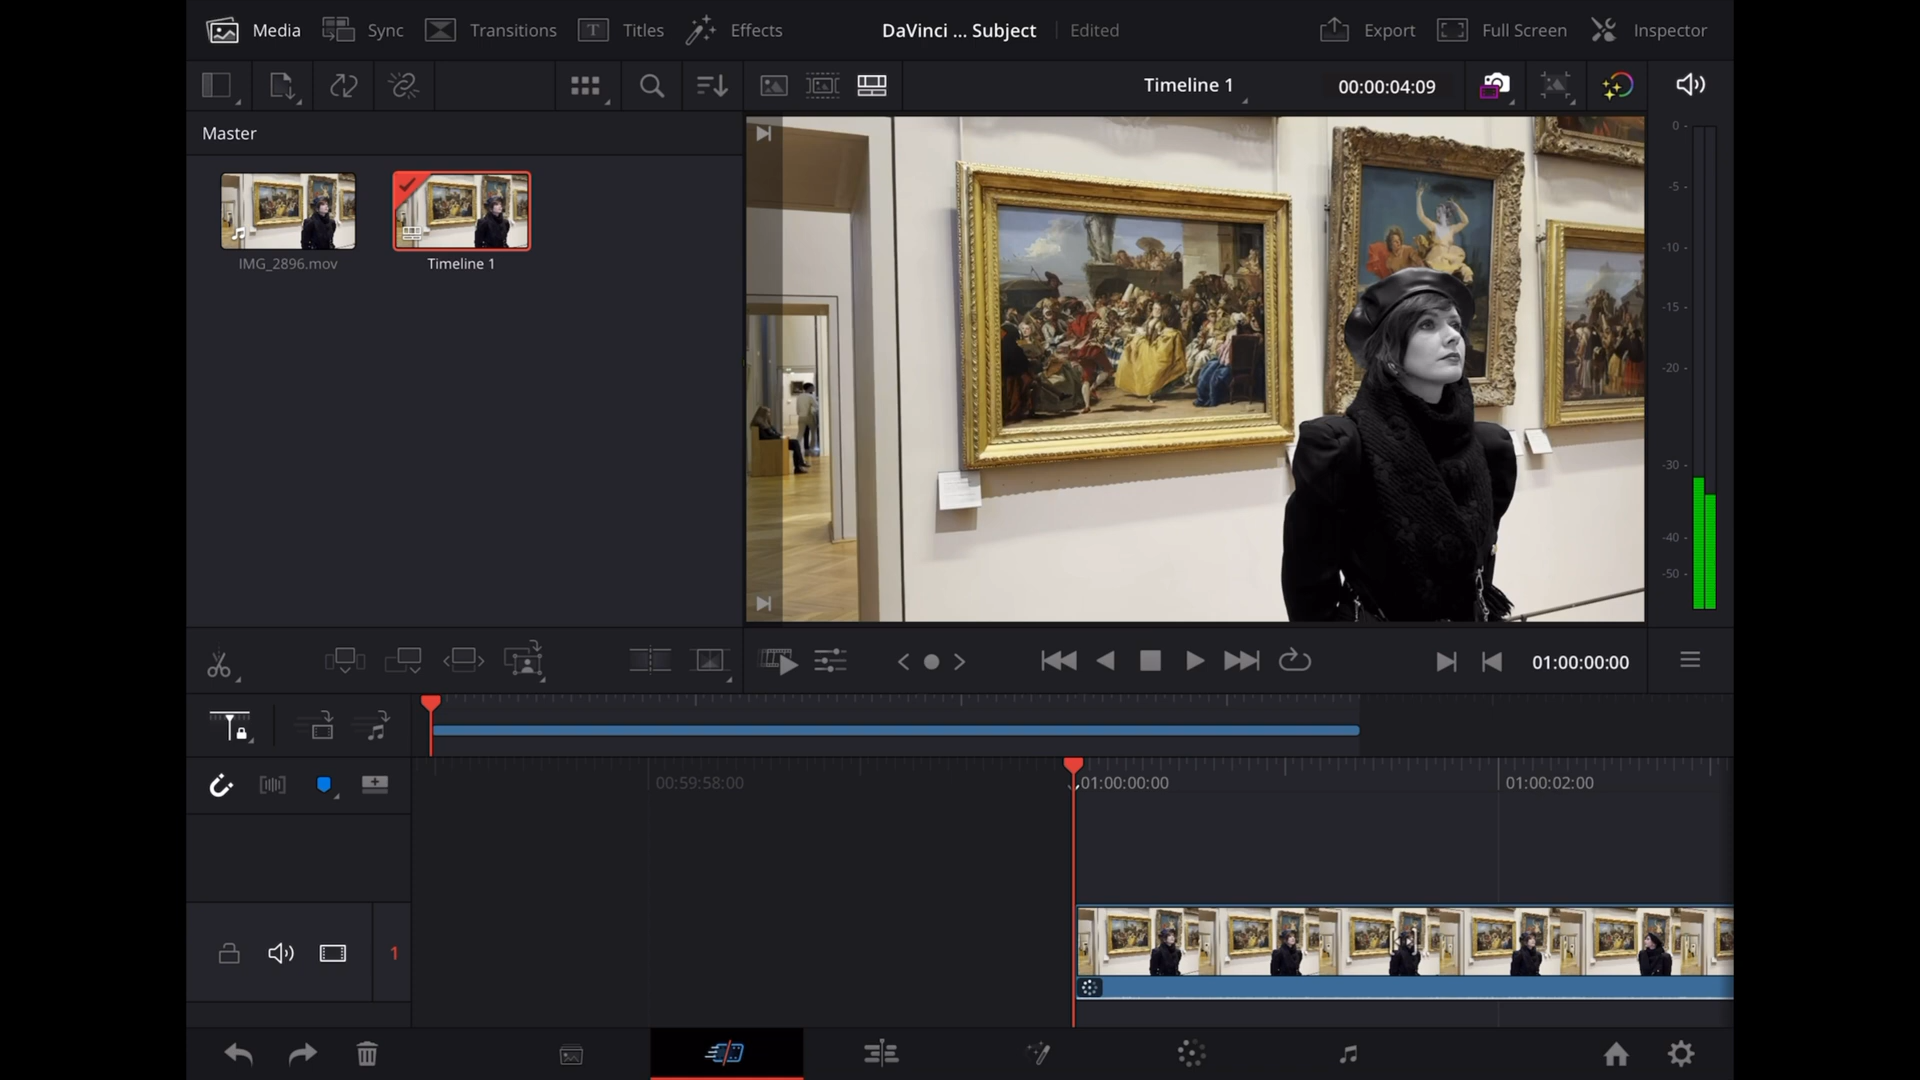 Media
Sync
Transitions
Titles
Effects
DaVinci ... Subject
Edited
Export
Full Screen
Inspector
Timeline 1
00:00:04:09
Master
IMG_2896.mov
Timeline 1
0
-5
-10
-15
-20
-30
-40
-50
01:00:00:00
00:59:58:00
01:00:00:00
01:00:02:00
1